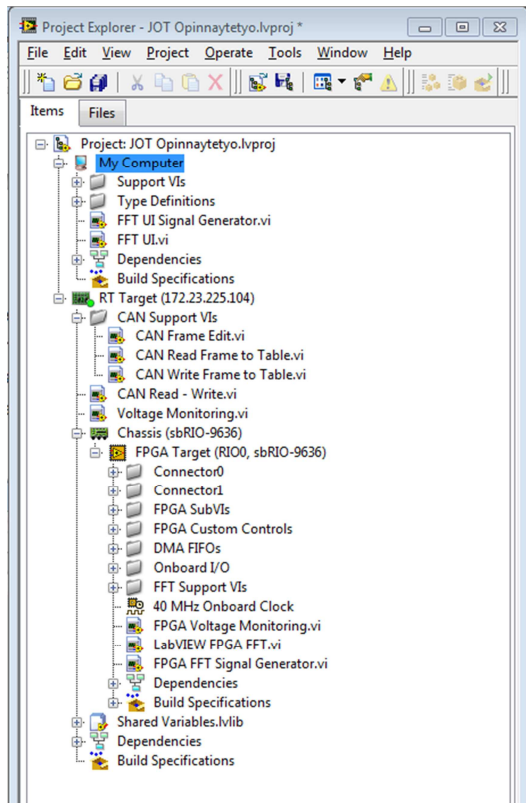 Project Explorer - JOT Opinnaytetyo.lvproj *
File Edit View Project Operate Tools Window Help
Items Files
Project: JOT Opinnaytetyo.lvproj
My Computer
Support VIs
Type Definitions
FFT UI Signal Generator.vi
FFT UI.vi
Dependencies
Build Specifications
RT Target (172.23.225.104)
CAN Support VIs
CAN Frame Edit.vi
CAN Read Frame to Table.vi
CAN Write Frame to Table.vi
CAN Read - Write.vi
Voltage Monitoring.vi
Chassis (sbRIO-9636)
FPGA Target (RIO0, sbRIO-9636)
Connector0
Connector1
FPGA SubVIs
FPGA Custom Controls
DMA FIFOs
Onboard I/O
FFT Support VIs
40 MHz Onboard Clock
FPGA Voltage Monitoring.vi
LabVIEW FPGA FFT.vi
FPGA FFT Signal Generator.vi
Dependencies
Build Specifications
Shared Variables.lvlib
Dependencies
Build Specifications